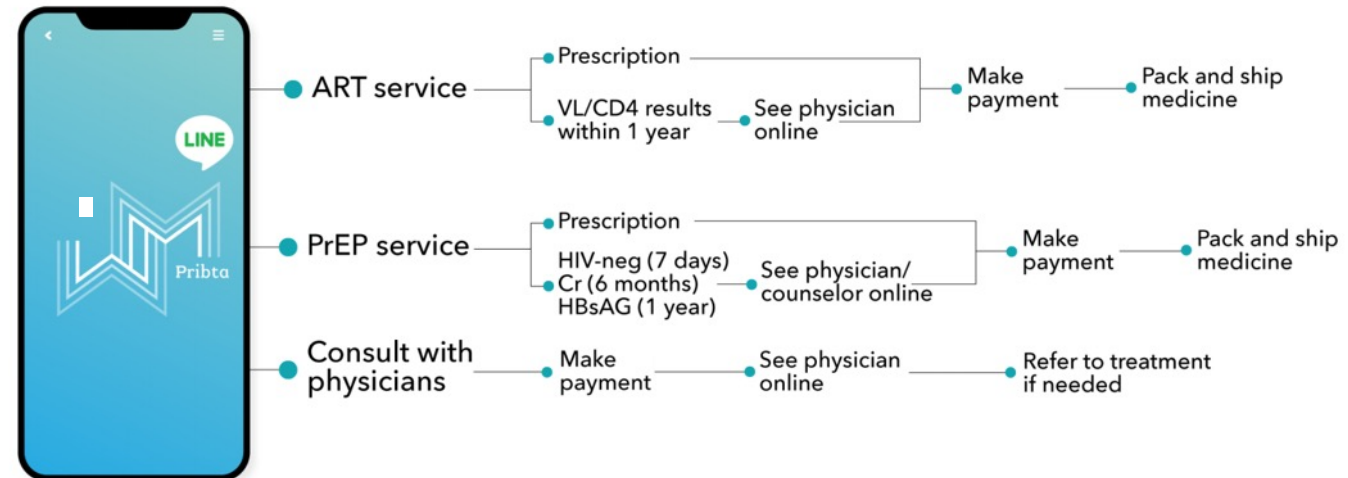 LINE
Pribta
ART service
Prescription
VL/CD4 results
within 1 year
See physician
online
Make
payment
Pack and ship
medicine
PrEP service
Prescription
HIV-neg (7 days)
Cr (6 months)
HBsAG (1 year)
See physician/
counselor online
Make
payment
Pack and ship
medicine
Consult with
physicians
Make
payment
See physician
online
Refer to treatment
if needed